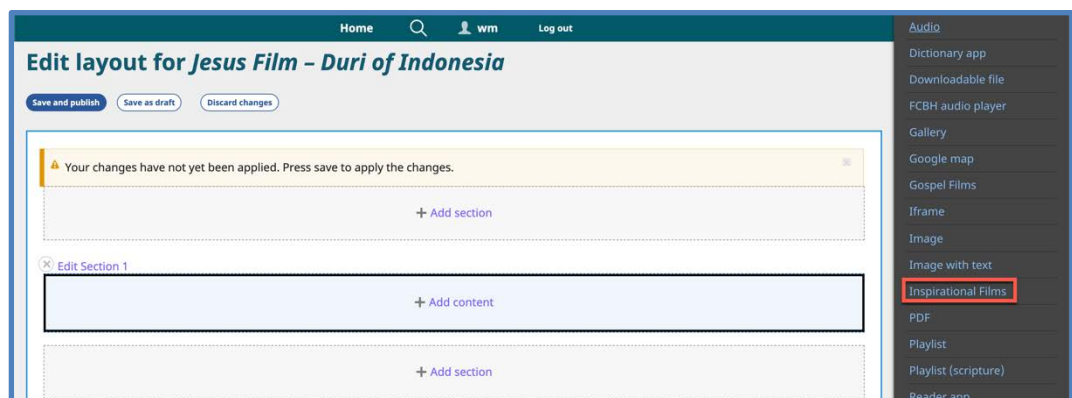 Home wm Log out
Edit layout for Jesus Film – Duri of Indonesia
Save and publish Save as draft Discard changes
Your changes have not yet been applied. Press save to apply the changes.
+ Add section
Edit Section 1
+ Add content
+ Add section
Audio
Dictionary app
Downloadable file
FCBH audio player
Gallery
Google map
Gospel Films
Iframe
Image
Image with text
Inspirational Films
PDF
Playlist
Playlist (scripture)
Reader app